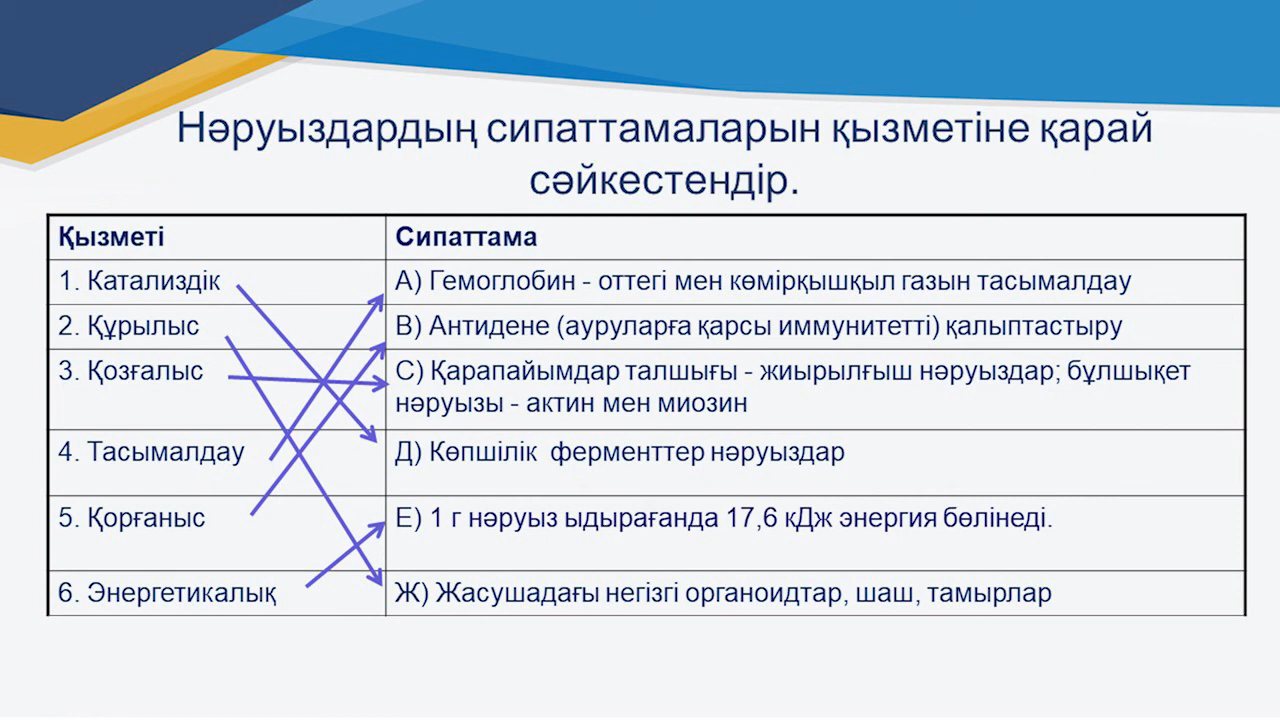 Нәруыздардың сипаттамаларын қызметіне қарай
сәйкестендір.
Қызметі
Сипаттама
1. Катализдік
А) Гемоглобин - оттегі мен көмірқышқыл газын тасымалдау
2. Құрылыс
В) Антидене (ауруларға қарсы иммунитетті) қалыптастыру
3. Қозғалыс
С) Қарапайымдар талшығы - жиырылғыш нәруыздар; бұлшықет
нәруызы - актин мен миозин
4. Тасымалдау
Д) Көпшілік ферменттер нәруыздар
5. Қорғаныс
Е) 1 г нәруыз ыдырағанда 17,6 кДж энергия бөлінеді.
6. Энергетикалық
Ж) Жасушадағы негізгі органоидтар, шаш, тамырлар